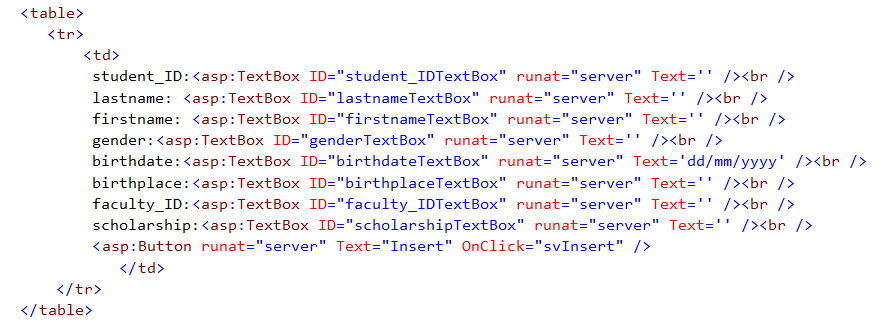 <table>
<tr>
<td>
student_ID:<asp:TextBox ID="student_IDTextBox" runat="server" Text='' /><br />
lastname: <asp:TextBox ID="lastnameTextBox" runat="server" Text='' /><br />
firstname: <asp:TextBox ID="firstnameTextBox" runat="server" Text='' /><br />
gender:<asp:TextBox ID="genderTextBox" runat="server" Text='' /><br />
birthdate:<asp:TextBox ID="birthdateTextBox" runat="server" Text='dd/mm/yyyy' /><br />
birthplace:<asp:TextBox ID="birthplaceTextBox" runat="server" Text='' /><br />
faculty_ID:<asp:TextBox ID="faculty_IDTextBox" runat="server" Text='' /><br />
scholarship:<asp:TextBox ID="scholarshipTextBox" runat="server" Text='' /><br />
<asp:Button runat="server" Text="Insert" OnClick="svInsert" />
</td>
</tr>
</table>